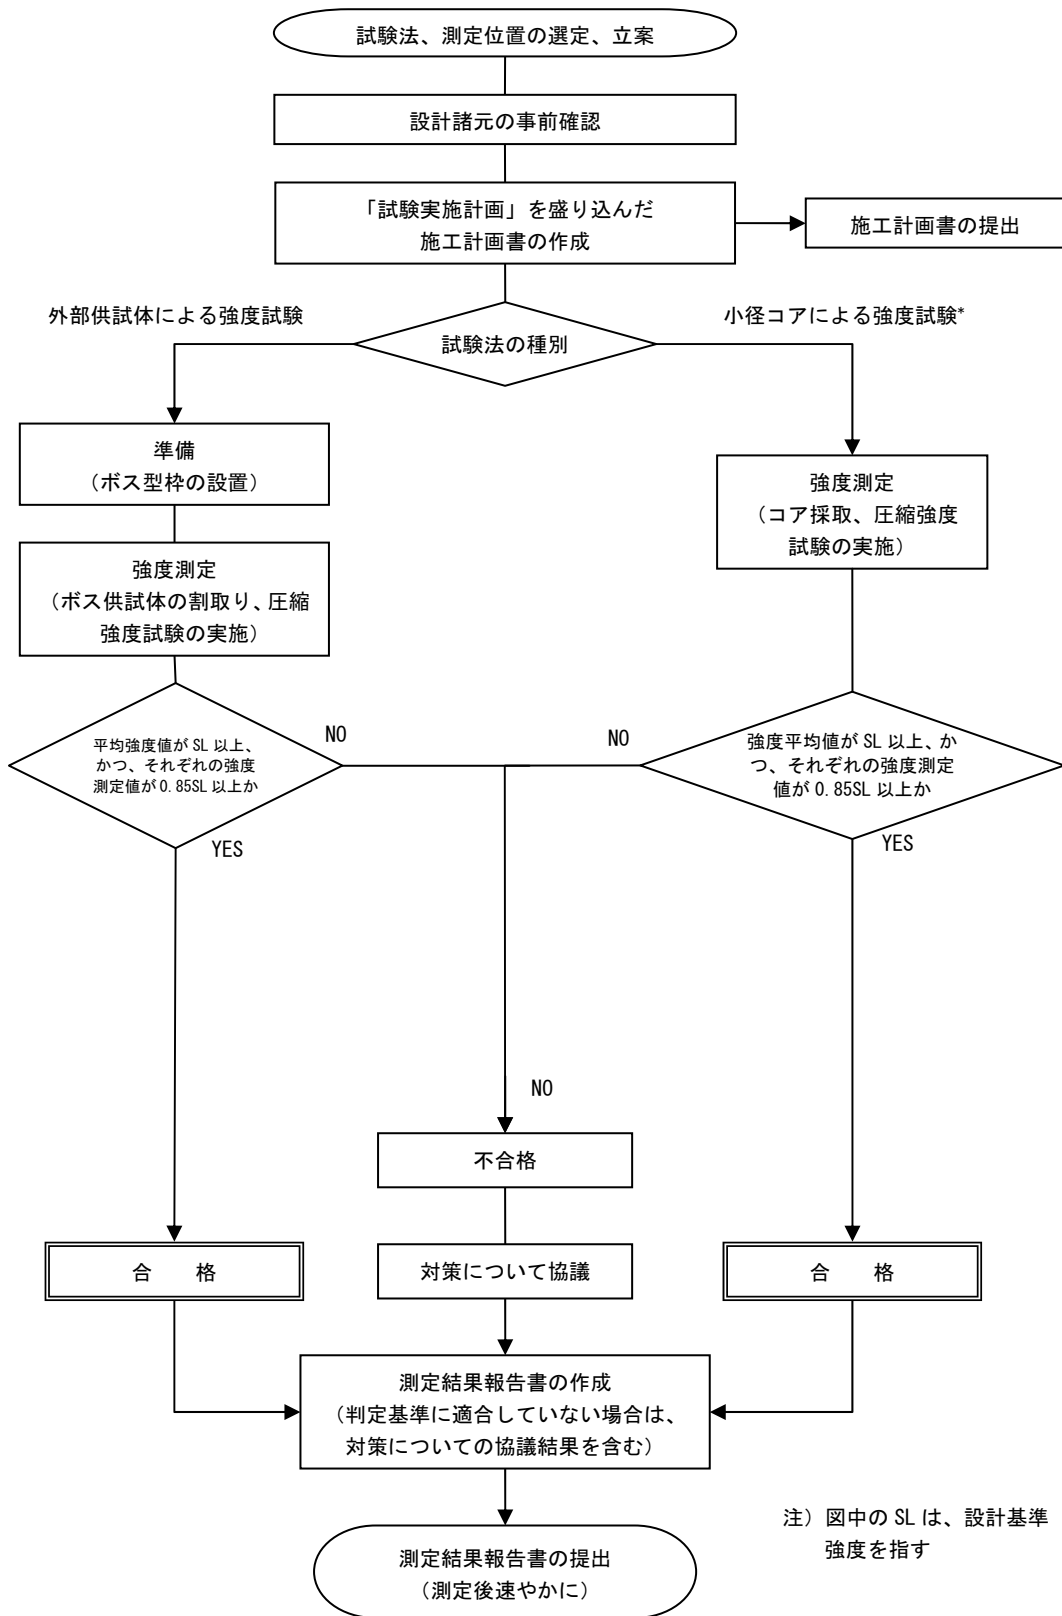 試験法、測定位置の選定、立案
設計諸元の事前確認
「試験実施計画」を盛り込んだ
施工計画書の作成
施工計画書の提出
外部供試体による強度試験
小径コアによる強度試験*
試験法の種別
準備
（ボス型枠の設置）
強度測定
（ボス供試体の割取り、圧縮
強度試験の実施）
強度測定
（コア採取、圧縮強度
試験の実施）
平均強度値が SL 以上、
かつ、それぞれの強度
測定値が 0.85SL 以上か
NO
NO
強度平均値が SL 以上、か
つ、それぞれの強度測定
値が 0.85SL 以上か
YES
YES
NO
不合格
合　　格
対策について協議
合　　格
測定結果報告書の作成
（判定基準に適合していない場合は、
対策についての協議結果を含む）
測定結果報告書の提出
（測定後速やかに）
注）図中の SL は、設計基準
強度を指す